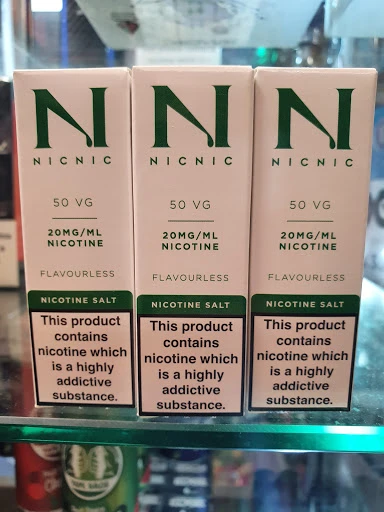 N
NICNIC
50 VG
20MG/ML
NICOTINE
FLAVOURLESS
NICOTINE SALT
This product
contains
nicotine which
is a highly
addictive
substance.
N
NICNIC
50 VG
20MG/ML
NICOTINE
FLAVOURLESS
NICOTINE SALT
This product
contains
nicotine which
is a highly
addictive
substance.
N
NICNIC
50 VG
20MG/ML
NICOTINE
FLAVOURLESS
NICOTINE SALT
This product
contains
nicotine which
is a highly
addictive
substance.